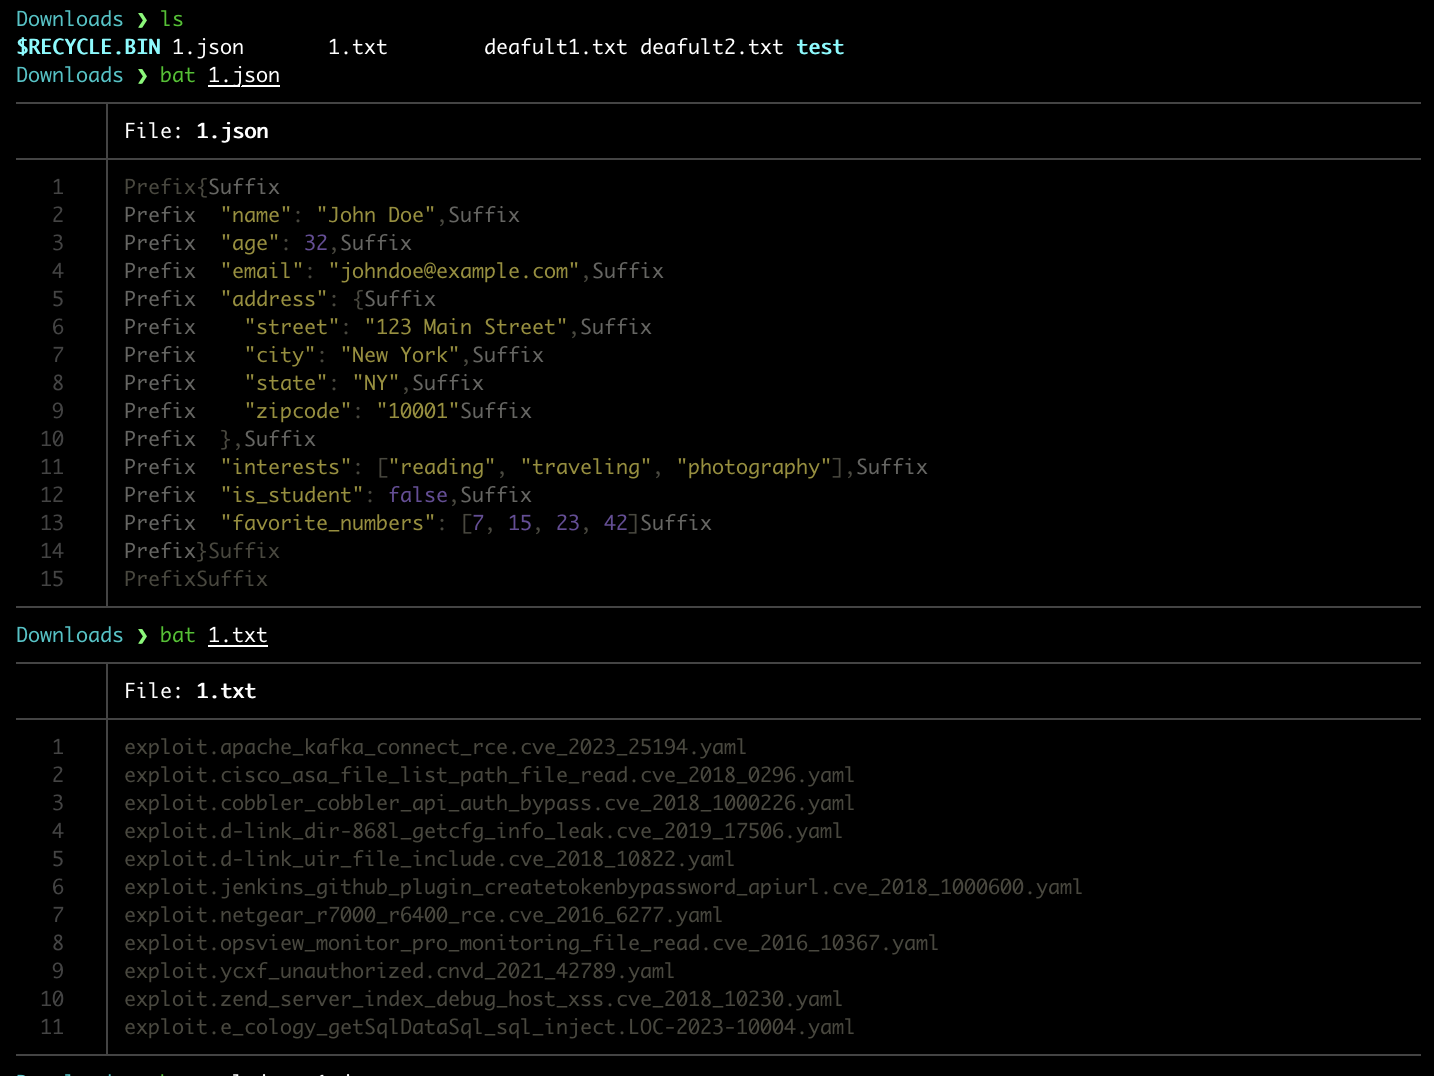 Downloads ❯ ls
$RECYCLE.BIN 1.json 1.txt deafult1.txt deafult2.txt test
Downloads ❯ bat 1.json
File: 1.json
1 Prefix{Suffix
2 Prefix  "name": "John Doe",Suffix
3 Prefix  "age": 32,Suffix
4 Prefix  "email": "johndoe@example.com",Suffix
5 Prefix  "address": {Suffix
6 Prefix    "street": "123 Main Street",Suffix
7 Prefix    "city": "New York",Suffix
8 Prefix    "state": "NY",Suffix
9 Prefix    "zipcode": "10001"Suffix
10 Prefix  },Suffix
11 Prefix  "interests": ["reading", "traveling", "photography"],Suffix
12 Prefix  "is_student": false,Suffix
13 Prefix  "favorite_numbers": [7, 15, 23, 42]Suffix
14 Prefix}Suffix
15 PrefixSuffix
Downloads ❯ bat 1.txt
File: 1.txt
1 exploit.apache_kafka_connect_rce.cve_2023_25194.yaml
2 exploit.cisco_asa_file_list_path_file_read.cve_2018_0296.yaml
3 exploit.cobbler_cobbler_api_auth_bypass.cve_2018_1000226.yaml
4 exploit.d-link_dir-868l_getcfg_info_leak.cve_2019_17506.yaml
5 exploit.d-link_uir_file_include.cve_2018_10822.yaml
6 exploit.jenkins_github_plugin_createtokenbypassword_apiurl.cve_2018_1000600.yaml
7 exploit.netgear_r7000_r6400_rce.cve_2016_6277.yaml
8 exploit.opsview_monitor_pro_monitoring_file_read.cve_2016_10367.yaml
9 exploit.ycxf_unauthorized.cnvd_2021_42789.yaml
10 exploit.zend_server_index_debug_host_xss.cve_2018_10230.yaml
11 exploit.e_cology_getSqlDataSql_sql_inject.LOC-2023-10004.yaml